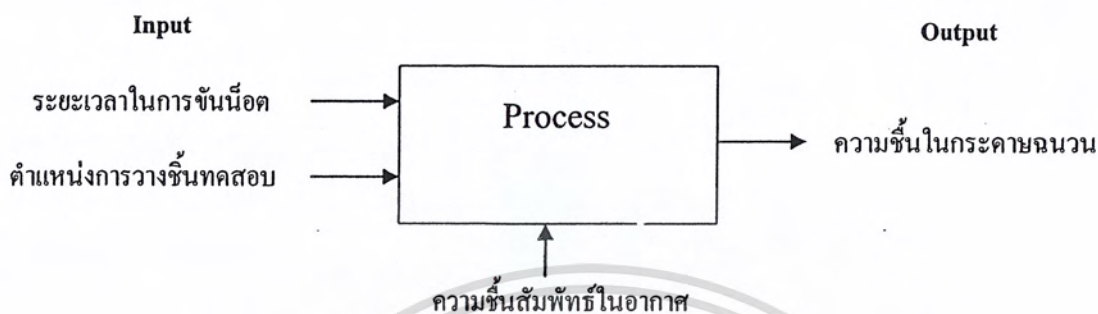 Input
Output
ระยะเวลาในการขันน็อต
Process
ความชื้นในกระดาษฉนวน
ตำแหน่งการวางชิ้นทดสอบ
ความชื้นสัมพัทธ์ในอากาศ